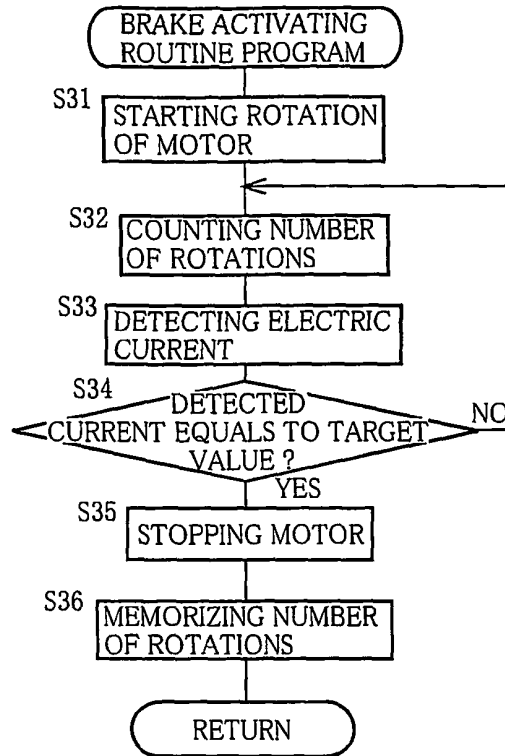 BRAKE ACTIVATING
ROUTINE PROGRAM
S31
STARTING ROTATION
OF MOTOR
S32
COUNTING NUMBER
OF ROTATIONS
S33
DETECTING ELECTRIC
CURRENT
S34
DETECTED
CURRENT EQUALS TO TARGET
VALUE ?
NO
YES
S35
STOPPING MOTOR
S36
MEMORIZING NUMBER
OF ROTATIONS
RETURN